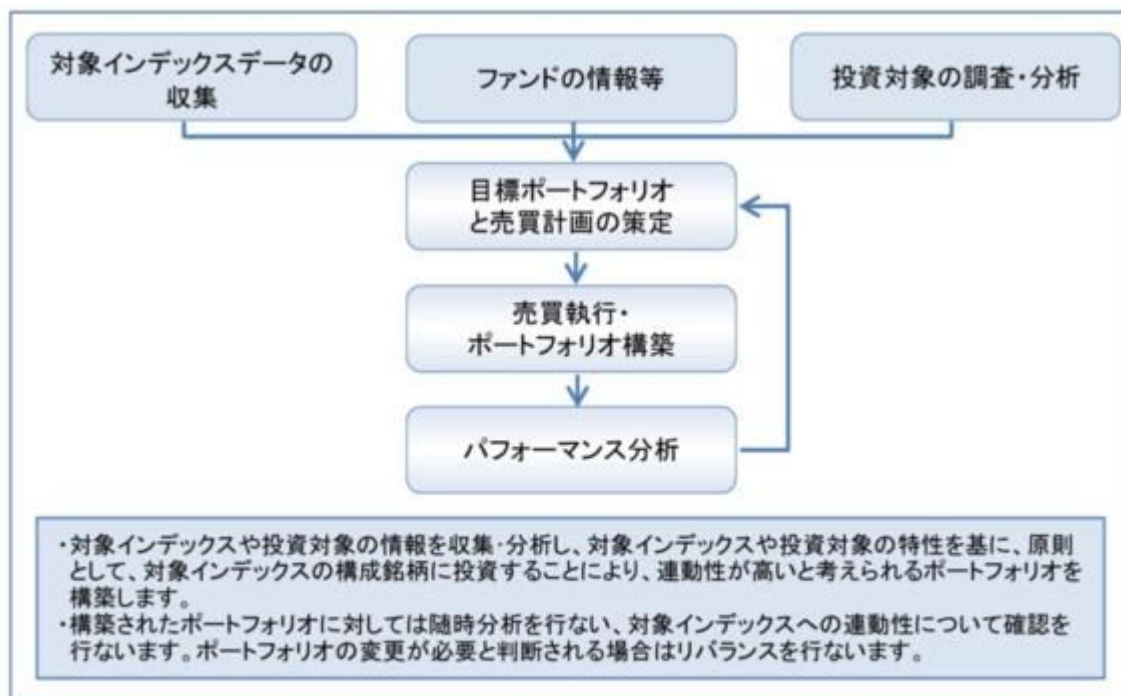 対象インデックスデータの
収集
ファンドの情報等
投資対象の調査・分析
目標ポートフォリオ
と売買計画の策定
売買執行・
ポートフォリオ構築
パフォーマンス分析
・対象インデックスや投資対象の情報を収集・分析し、対象インデックスや投資対象の特性を基に、原則
として、対象インデックスの構成銘柄に投資することにより、連動性が高いと考えられるポートフォリオを
構築します。
・構築されたポートフォリオに対しては随時分析を行ない、対象インデックスへの連動性について確認を
行ないます。ポートフォリオの変更が必要と判断される場合はリバランスを行ないます。